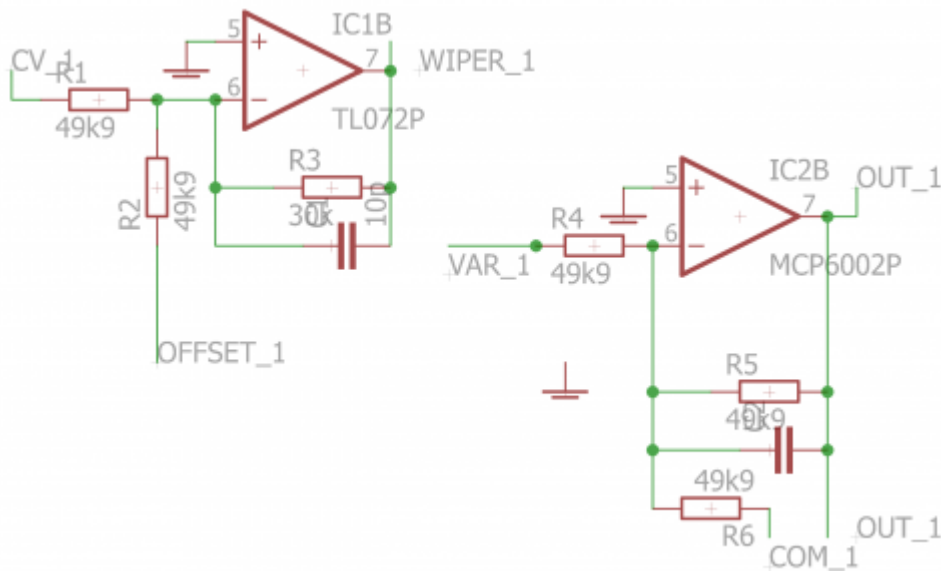 IC1B
5
+
7
WIPER_1
CV_1
R1
6
−
49k9
TL072P
R3
30k
10p
R2
49k9
OFFSET_1
IC2B
5
+
7
OUT_1
R4
6
−
VAR_1
49k9
MCP6002P
R5
49k9
49k9
R6
OUT_1
COM_1